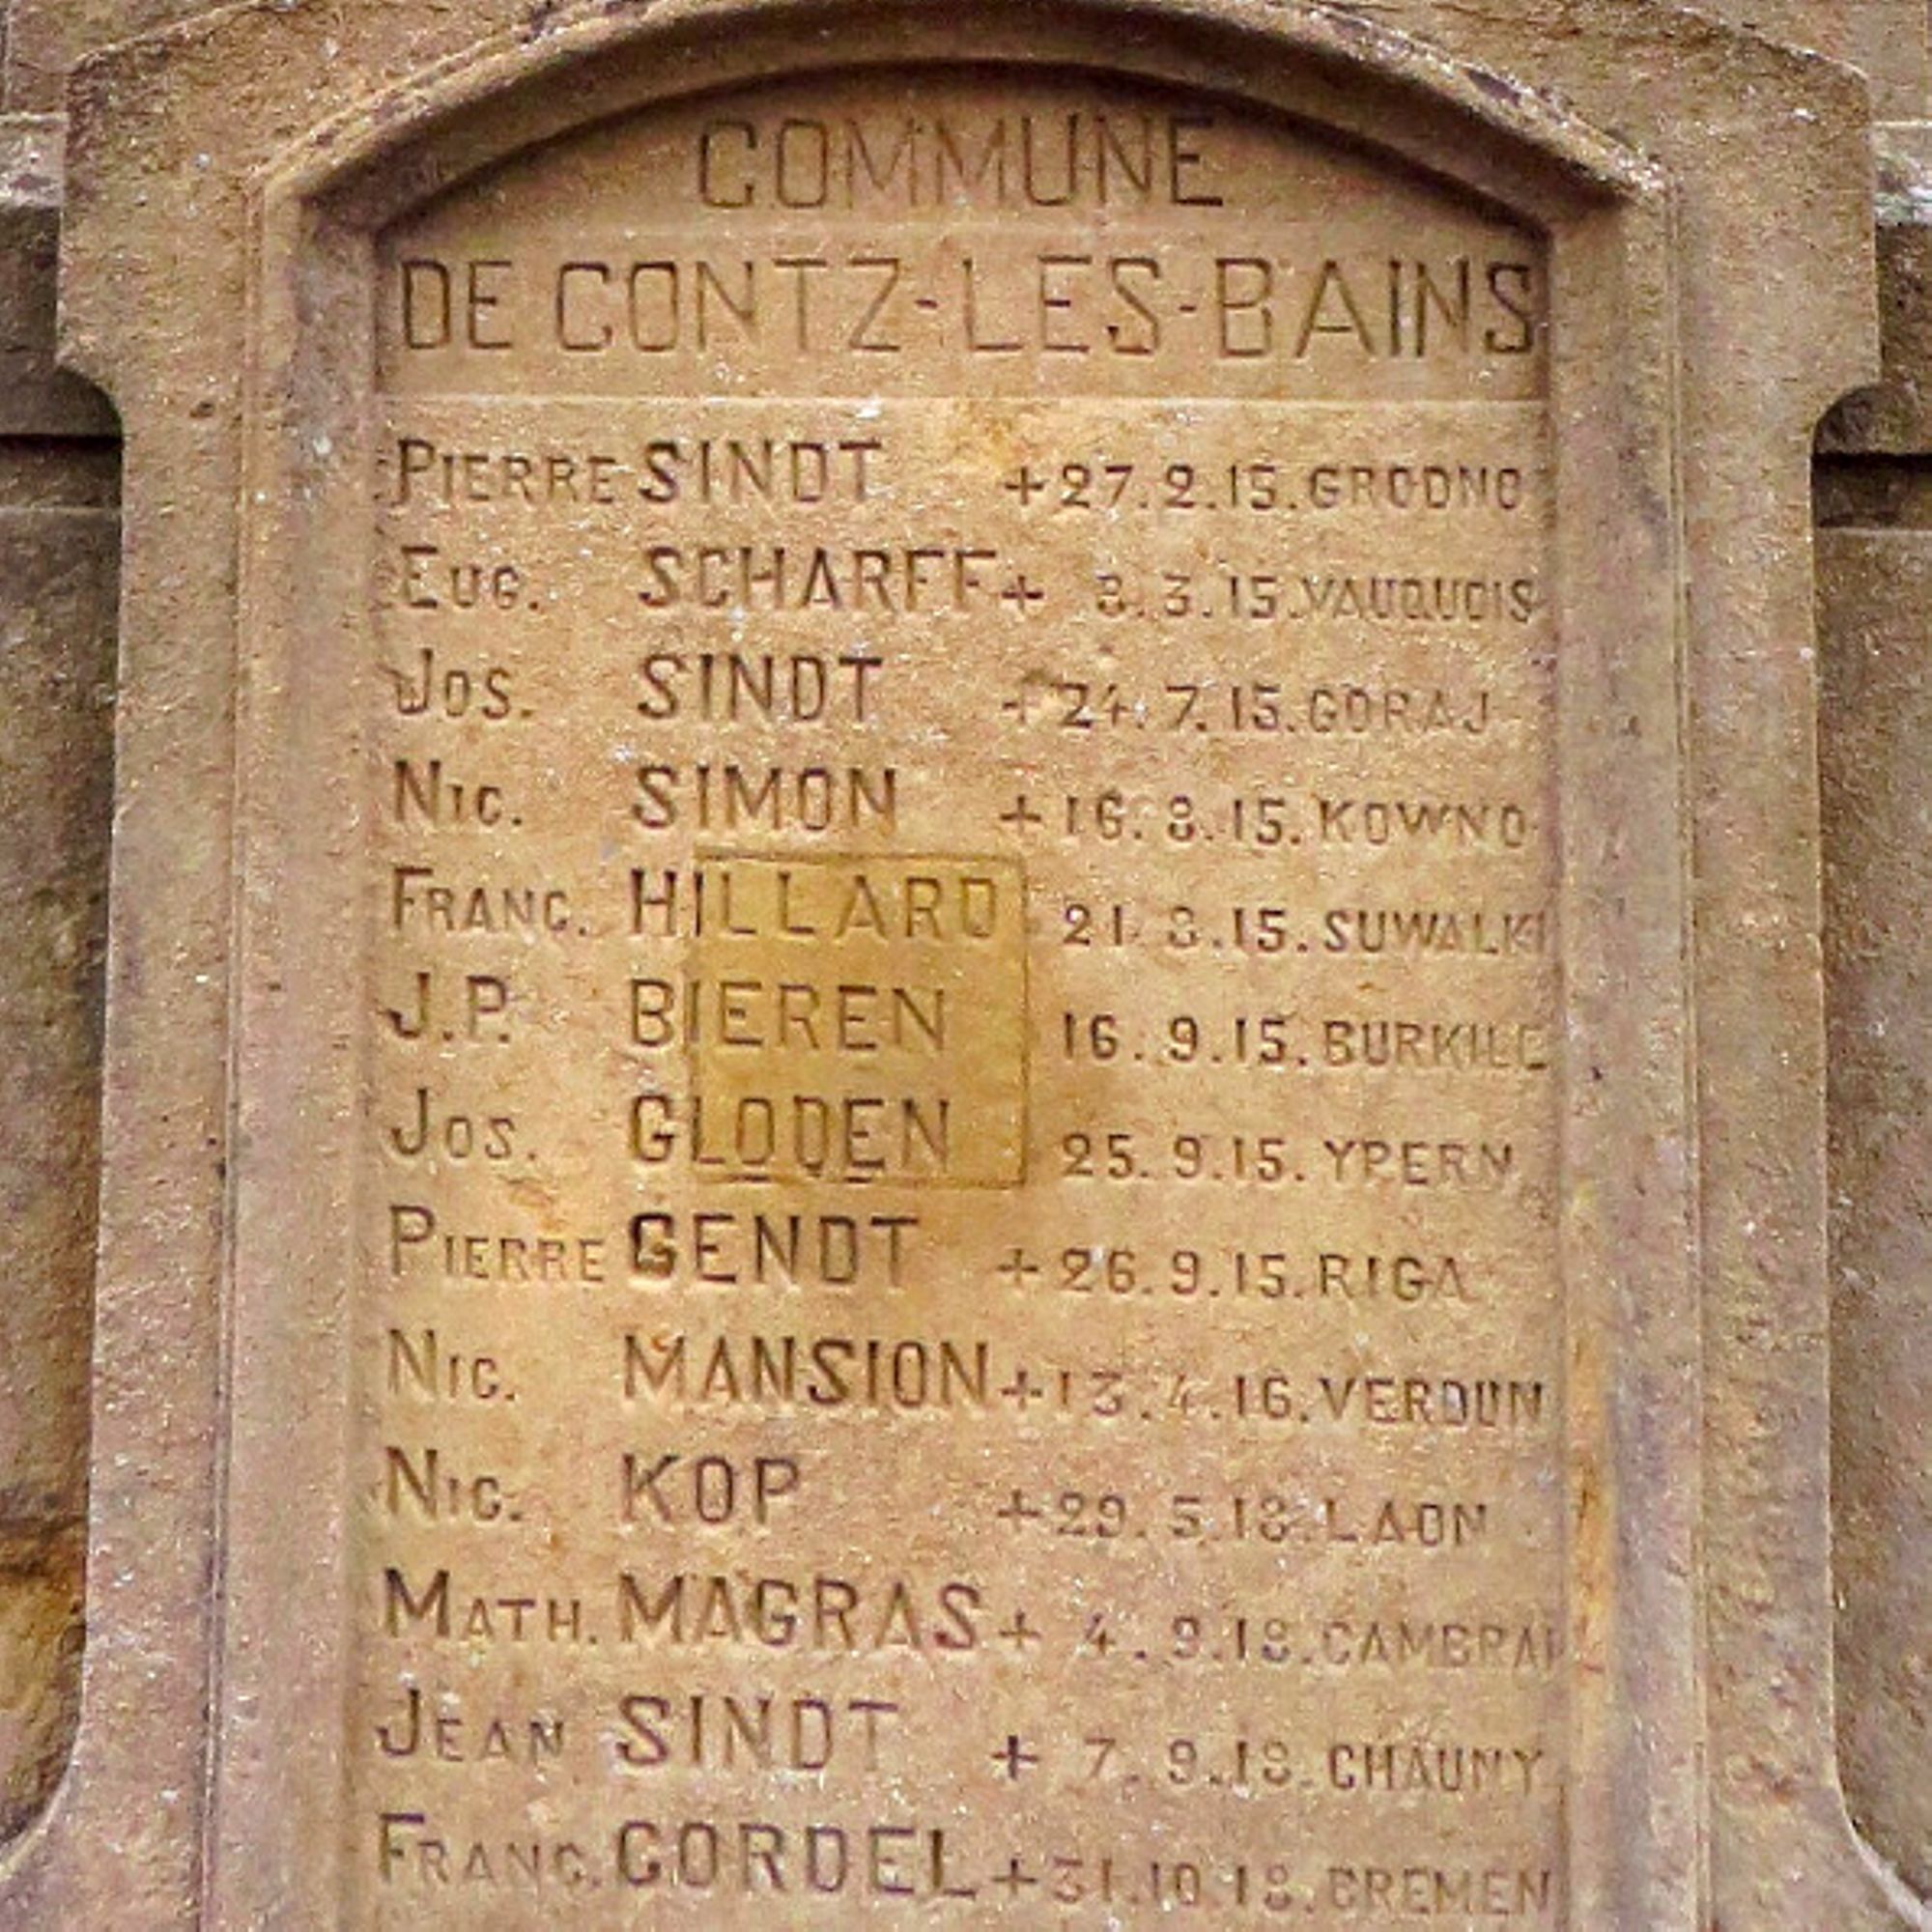 COMMUNE
DE CONTZ-LES-BAINS
PIERRE SINDT +27.2.15.GRODNO
EUG. SCHARFF+ 8.3.15.VAUQUOIS
JOS. SINDT +24.7.15.GORAJ
NIC. SIMON +16.8.15.KOWNO
FRANC. HILLARD 21.8.15.SUWALKI
J.P. BIEREN 16.9.15.
JOS. GLODEN 25.9.15.YPERN
PIERRE GENDT +26.9.15.RIGA
NIC. MANSION+13.4.16.VERDUN
NIC. KOP +29.5.18.LAON
MATH. MAGRAS+ 4.9.18.CAMBRAI
JEAN SINDT + 7.9.18.CHAUNY
FRANC. CORDEL+31.10.18.BREMEN